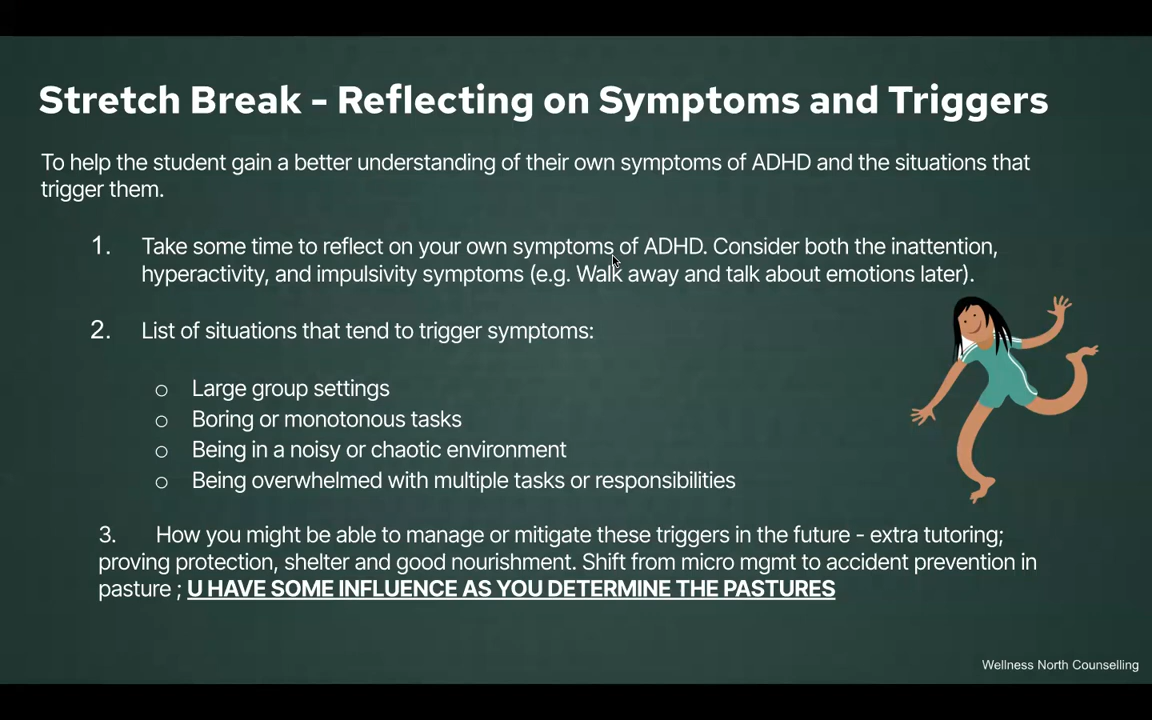 Stretch Break - Reflecting on Symptoms and Triggers
To help the student gain a better understanding of their own symptoms of ADHD and the situations that
trigger them.
1. Take some time to reflect on your own symptoms of ADHD. Consider both the inattention,
hyperactivity, and impulsivity symptoms (e.g. Walk away and talk about emotions later).
2. List of situations that tend to trigger symptoms:
○ Large group settings
○ Boring or monotonous tasks
○ Being in a noisy or chaotic environment
○ Being overwhelmed with multiple tasks or responsibilities
3. How you might be able to manage or mitigate these triggers in the future - extra tutoring;
proving protection, shelter and good nourishment. Shift from micro mgmt to accident prevention in
pasture ; U HAVE SOME INFLUENCE AS YOU DETERMINE THE PASTURES
Wellness North Counselling